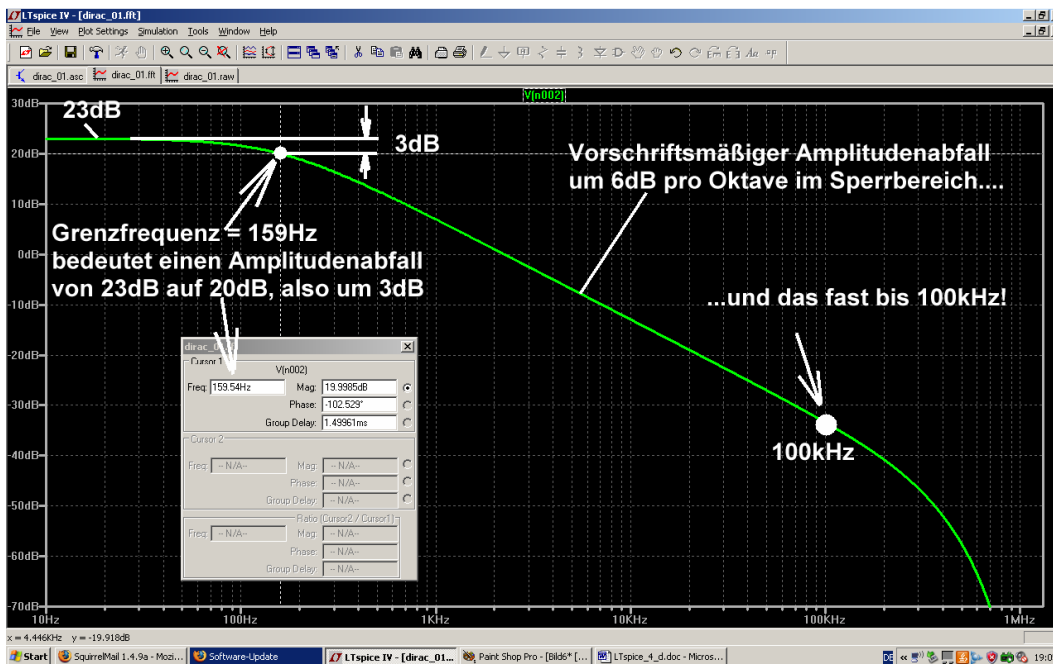 LTspice IV - [dirac_01.fft]
File View Plot Settings Simulation Tools Window Help
dirac_01.asc dirac_01.fft dirac_01.raw
V(n002)
30dB
20dB
10dB
0dB
-10dB
-20dB
-30dB
-40dB
-50dB
-60dB
-70dB
23dB
3dB
Vorschriftsmäßiger Amplitudenabfall
um 6dB pro Oktave im Sperrbereich....
Grenzfrequenz = 159Hz
bedeutet einen Amplitudenabfall
von 23dB auf 20dB, also um 3dB
...und das fast bis 100kHz!
100kHz
Cursor 1
V(n002)
Freq: 159.54Hz Mag: 19.9985dB
Phase: -102.529°
Group Delay: 1.49961ms
Cursor 2
Freq: -- N/A-- Mag: -- N/A--
Phase: -- N/A--
Group Delay: -- N/A--
Ratio (Cursor2 / Cursor1)
Freq: -- N/A-- Mag: -- N/A--
Phase: -- N/A--
Group Delay: -- N/A--
10Hz 100Hz 1KHz 10KHz 100KHz 1MHz
x = 4.446KHz y = -19.918dB
Start SquirrelMail 1.4.9a - Mozi... Software-Update LTspice IV - [dirac_01... Paint Shop Pro - [Bild6* [... LTspice_4_d.doc - Micros... DE